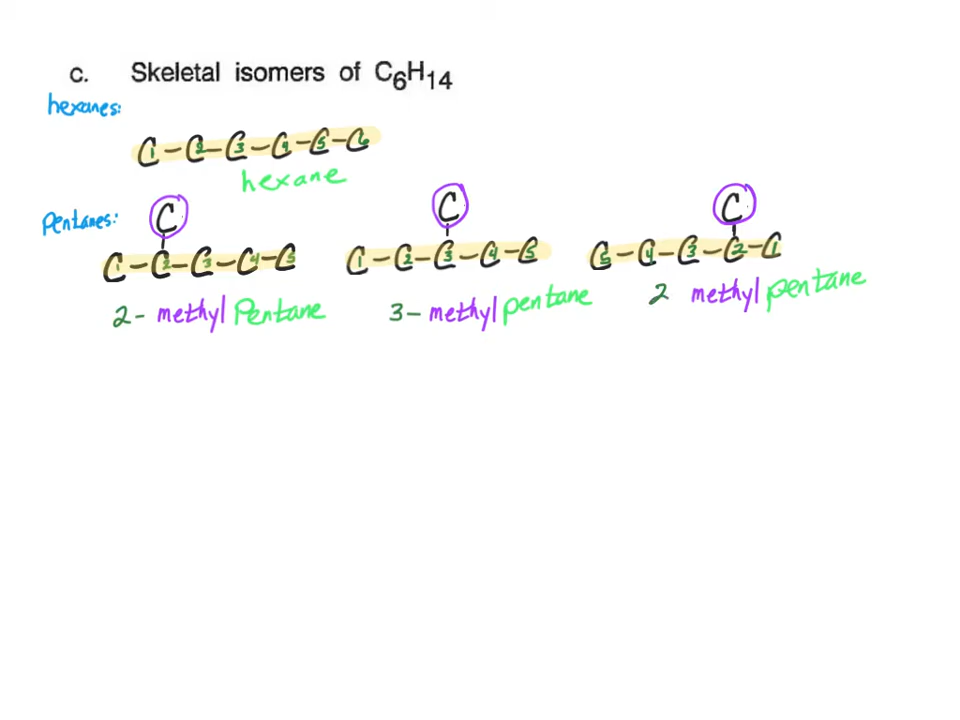 c. Skeletal isomers of C6H14
hexanes:
C1-C2-C3-C4-C5-C6
hexane
Pentanes:
C C C
C1-C2-C3-C4-C5 C1-C2-C3-C4-C5 C5-C4-C3-C2-C1
2- methyl Pentane 3- methyl pentane 2 methyl pentane